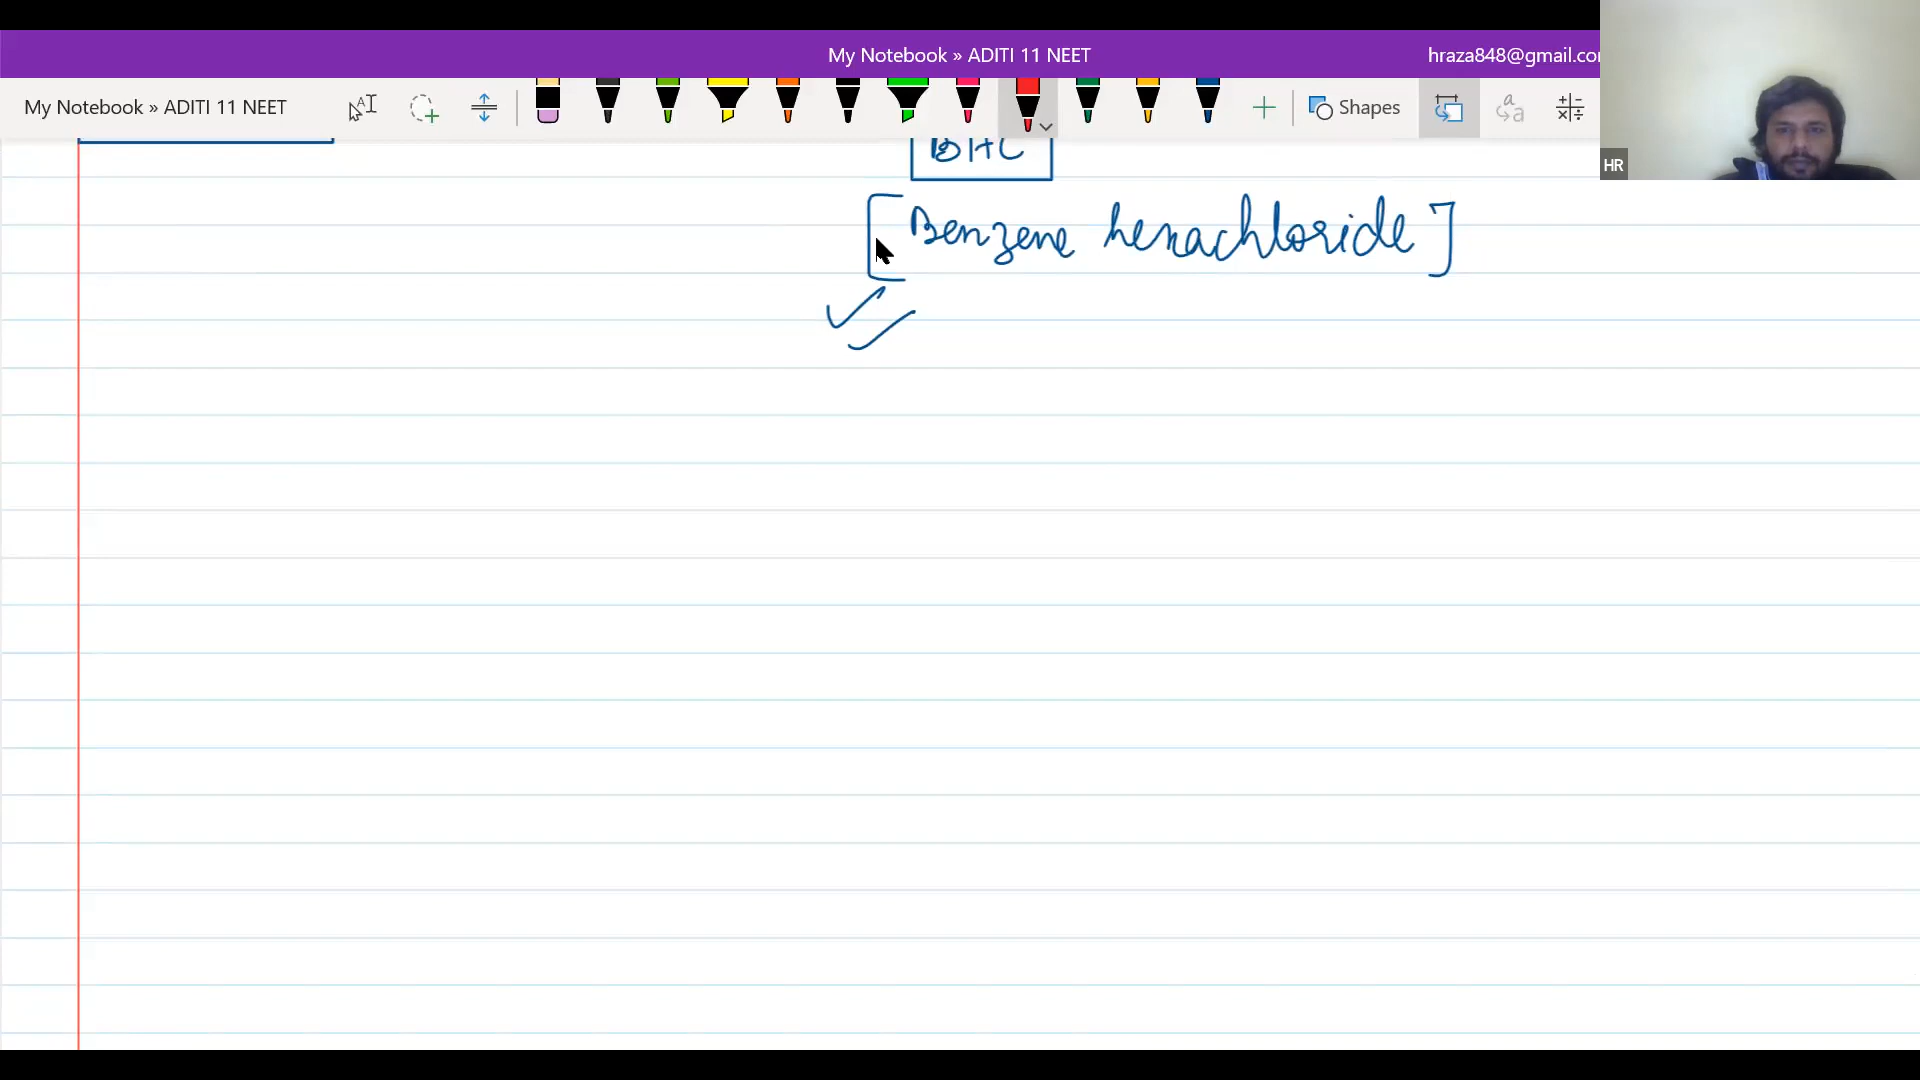 My Notebook » ADITI 11 NEET
hraza848@gmail.co
My Notebook » ADITI 11 NEET
Shapes
HR
BHC
[Benzene hexachloride]